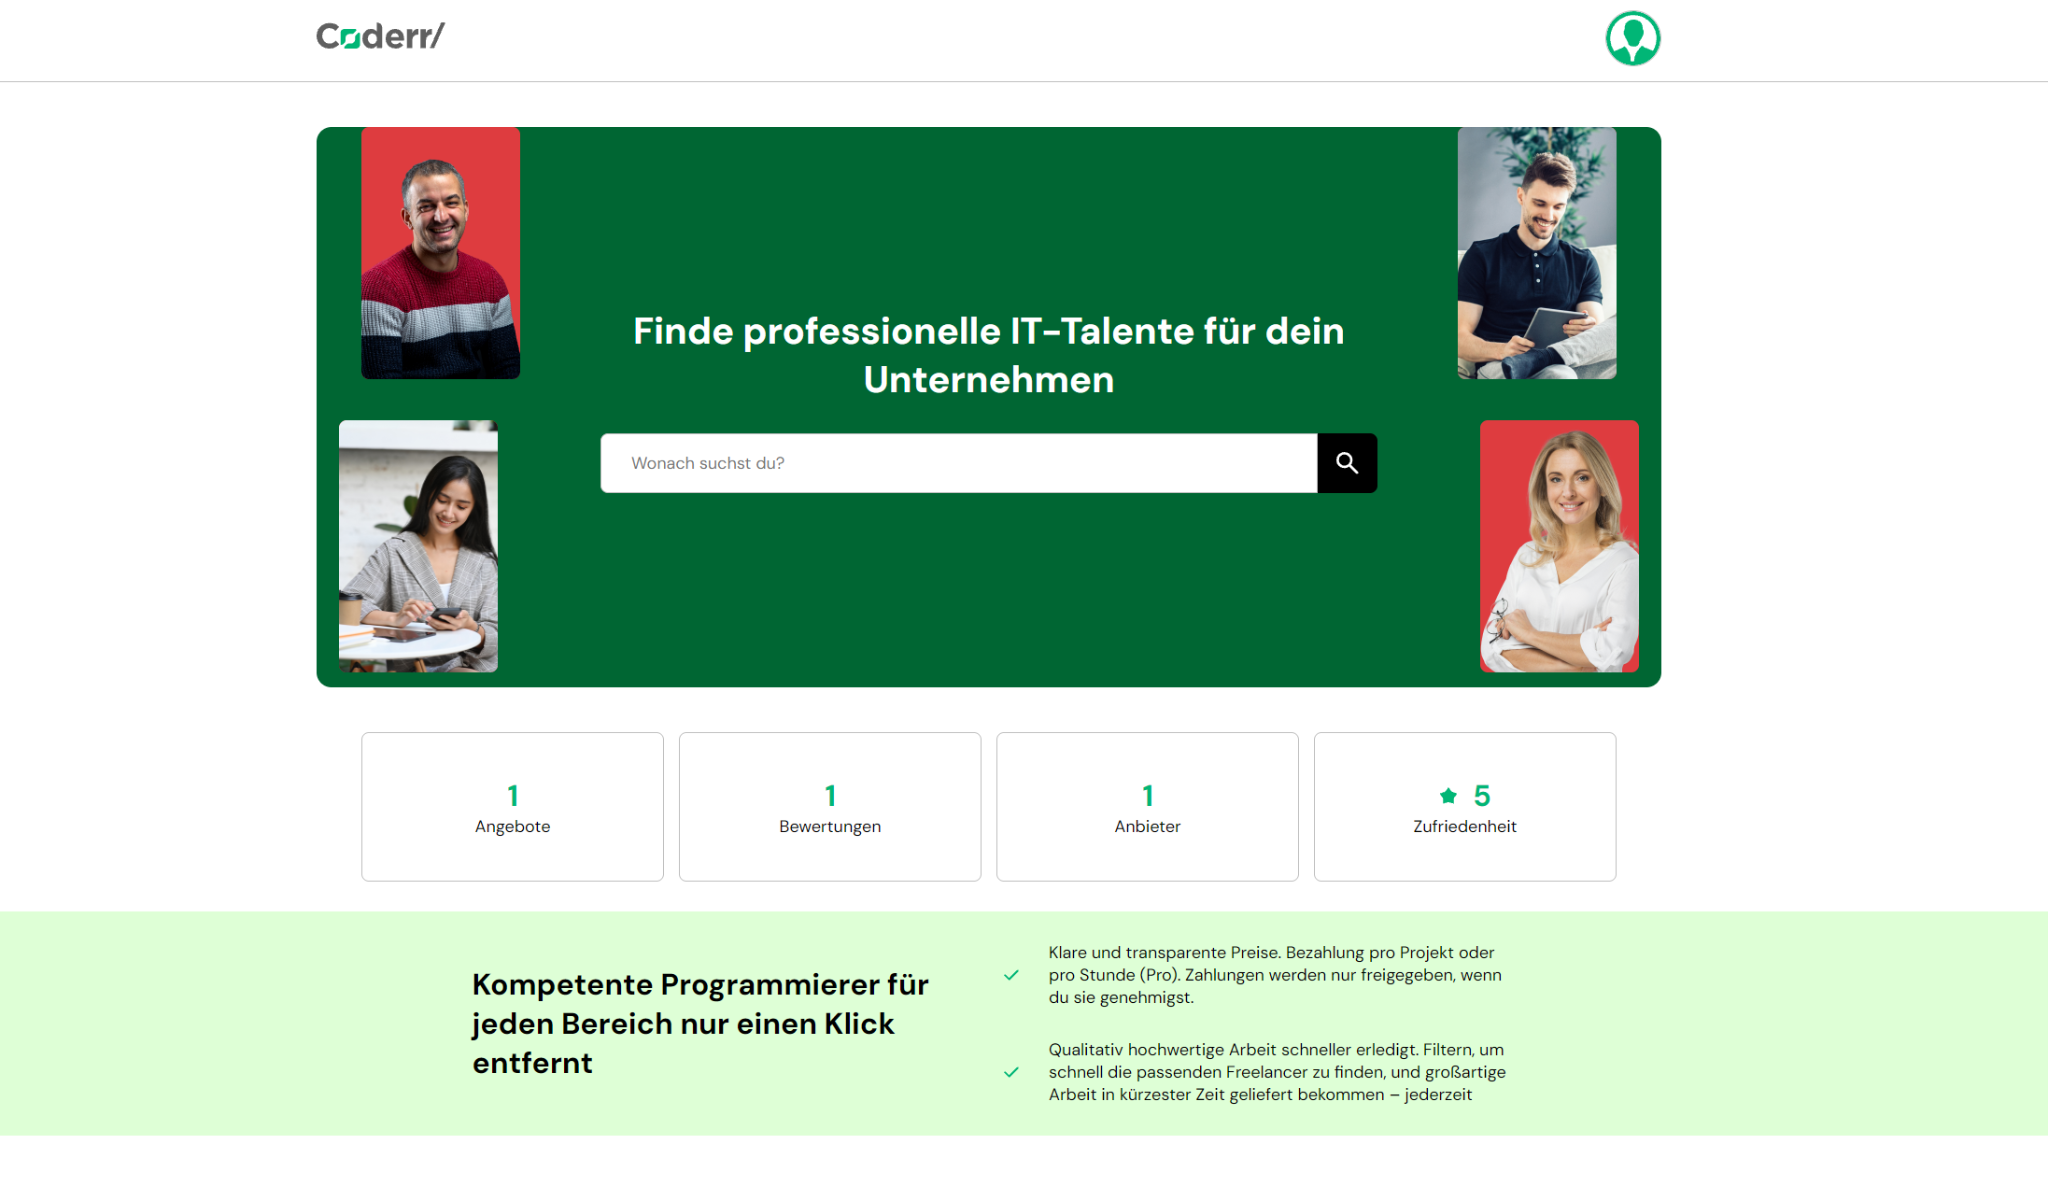 Coderr/
Finde professionelle IT-Talente für dein
Unternehmen
Wonach suchst du?
1
Angebote
1
Bewertungen
1
Anbieter
5
Zufriedenheit
Kompetente Programmierer für
jeden Bereich nur einen Klick
entfernt
Klare und transparente Preise. Bezahlung pro Projekt oder
pro Stunde (Pro). Zahlungen werden nur freigegeben, wenn
du sie genehmigst.
Qualitativ hochwertige Arbeit schneller erledigt. Filtern, um
schnell die passenden Freelancer zu finden, und großartige
Arbeit in kürzester Zeit geliefert bekommen – jederzeit